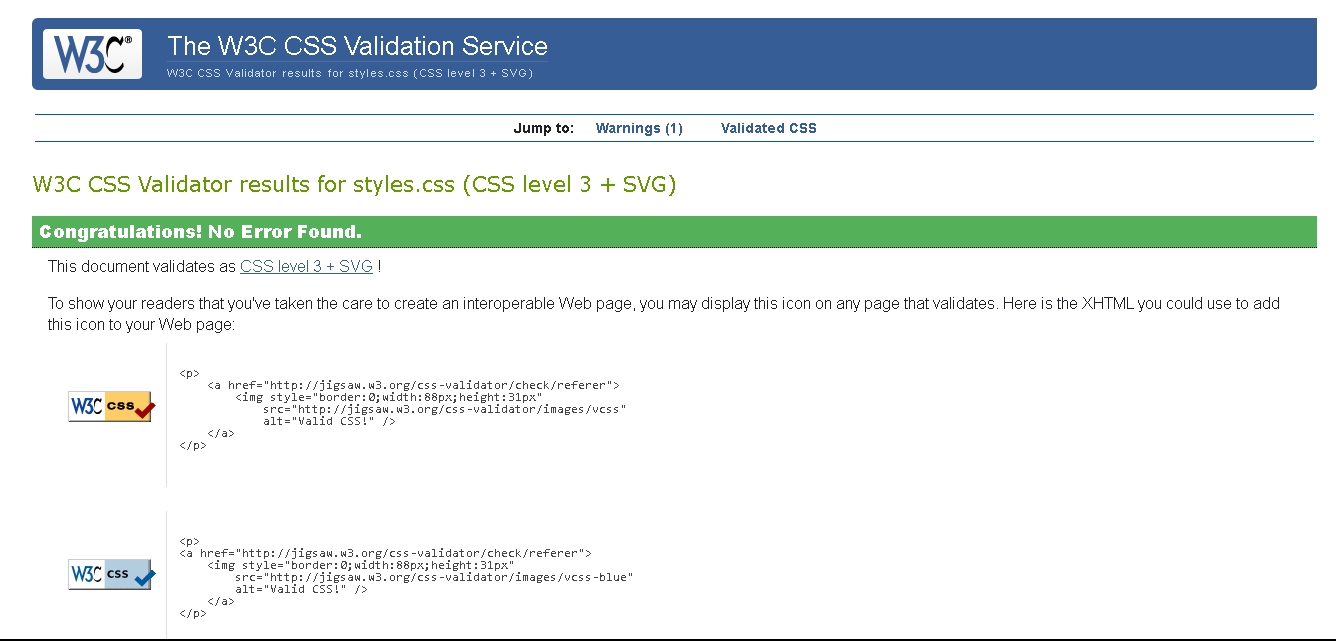 W3C®
The W3C CSS Validation Service
W3C CSS Validator results for styles.css (CSS level 3 + SVG)
Jump to: Warnings (1) Validated CSS
W3C CSS Validator results for styles.css (CSS level 3 + SVG)
Congratulations! No Error Found.
This document validates as CSS level 3 + SVG !
To show your readers that you've taken the care to create an interoperable Web page, you may display this icon on any page that validates. Here is the XHTML you could use to add
this icon to your Web page:
W3C CSS
<p>
    <a href="http://jigsaw.w3.org/css-validator/check/referer">
        <img style="border:0;width:88px;height:31px"
            src="http://jigsaw.w3.org/css-validator/images/vcss"
            alt="Valid CSS!" />
    </a>
</p>
W3C CSS
<p>
<a href="http://jigsaw.w3.org/css-validator/check/referer">
    <img style="border:0;width:88px;height:31px"
        src="http://jigsaw.w3.org/css-validator/images/vcss-blue"
        alt="Valid CSS!" />
    </a>
</p>